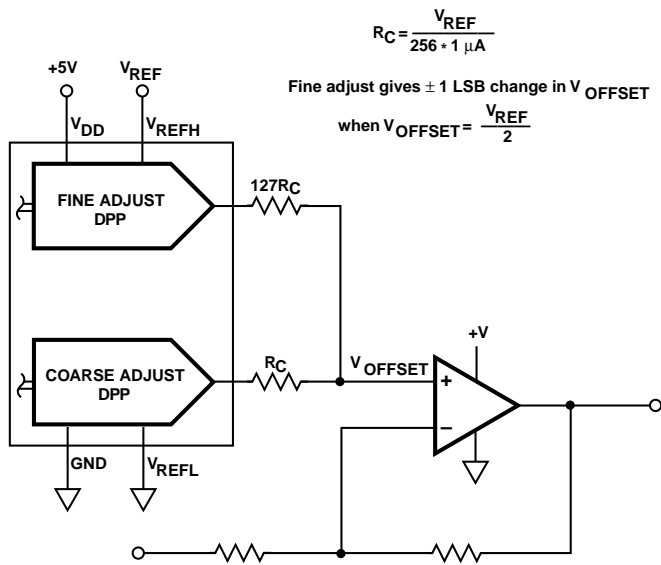 R_C = V_REF / 256 * 1 µA
Fine adjust gives ± 1 LSB change in V_OFFSET
when V_OFFSET = V_REF / 2
+5V
V_REF
V_DD
V_REFH
FINE ADJUST
DPP
127R_C
COARSE ADJUST
DPP
R_C
V_OFFSET
+V
+
−
GND
V_REFL